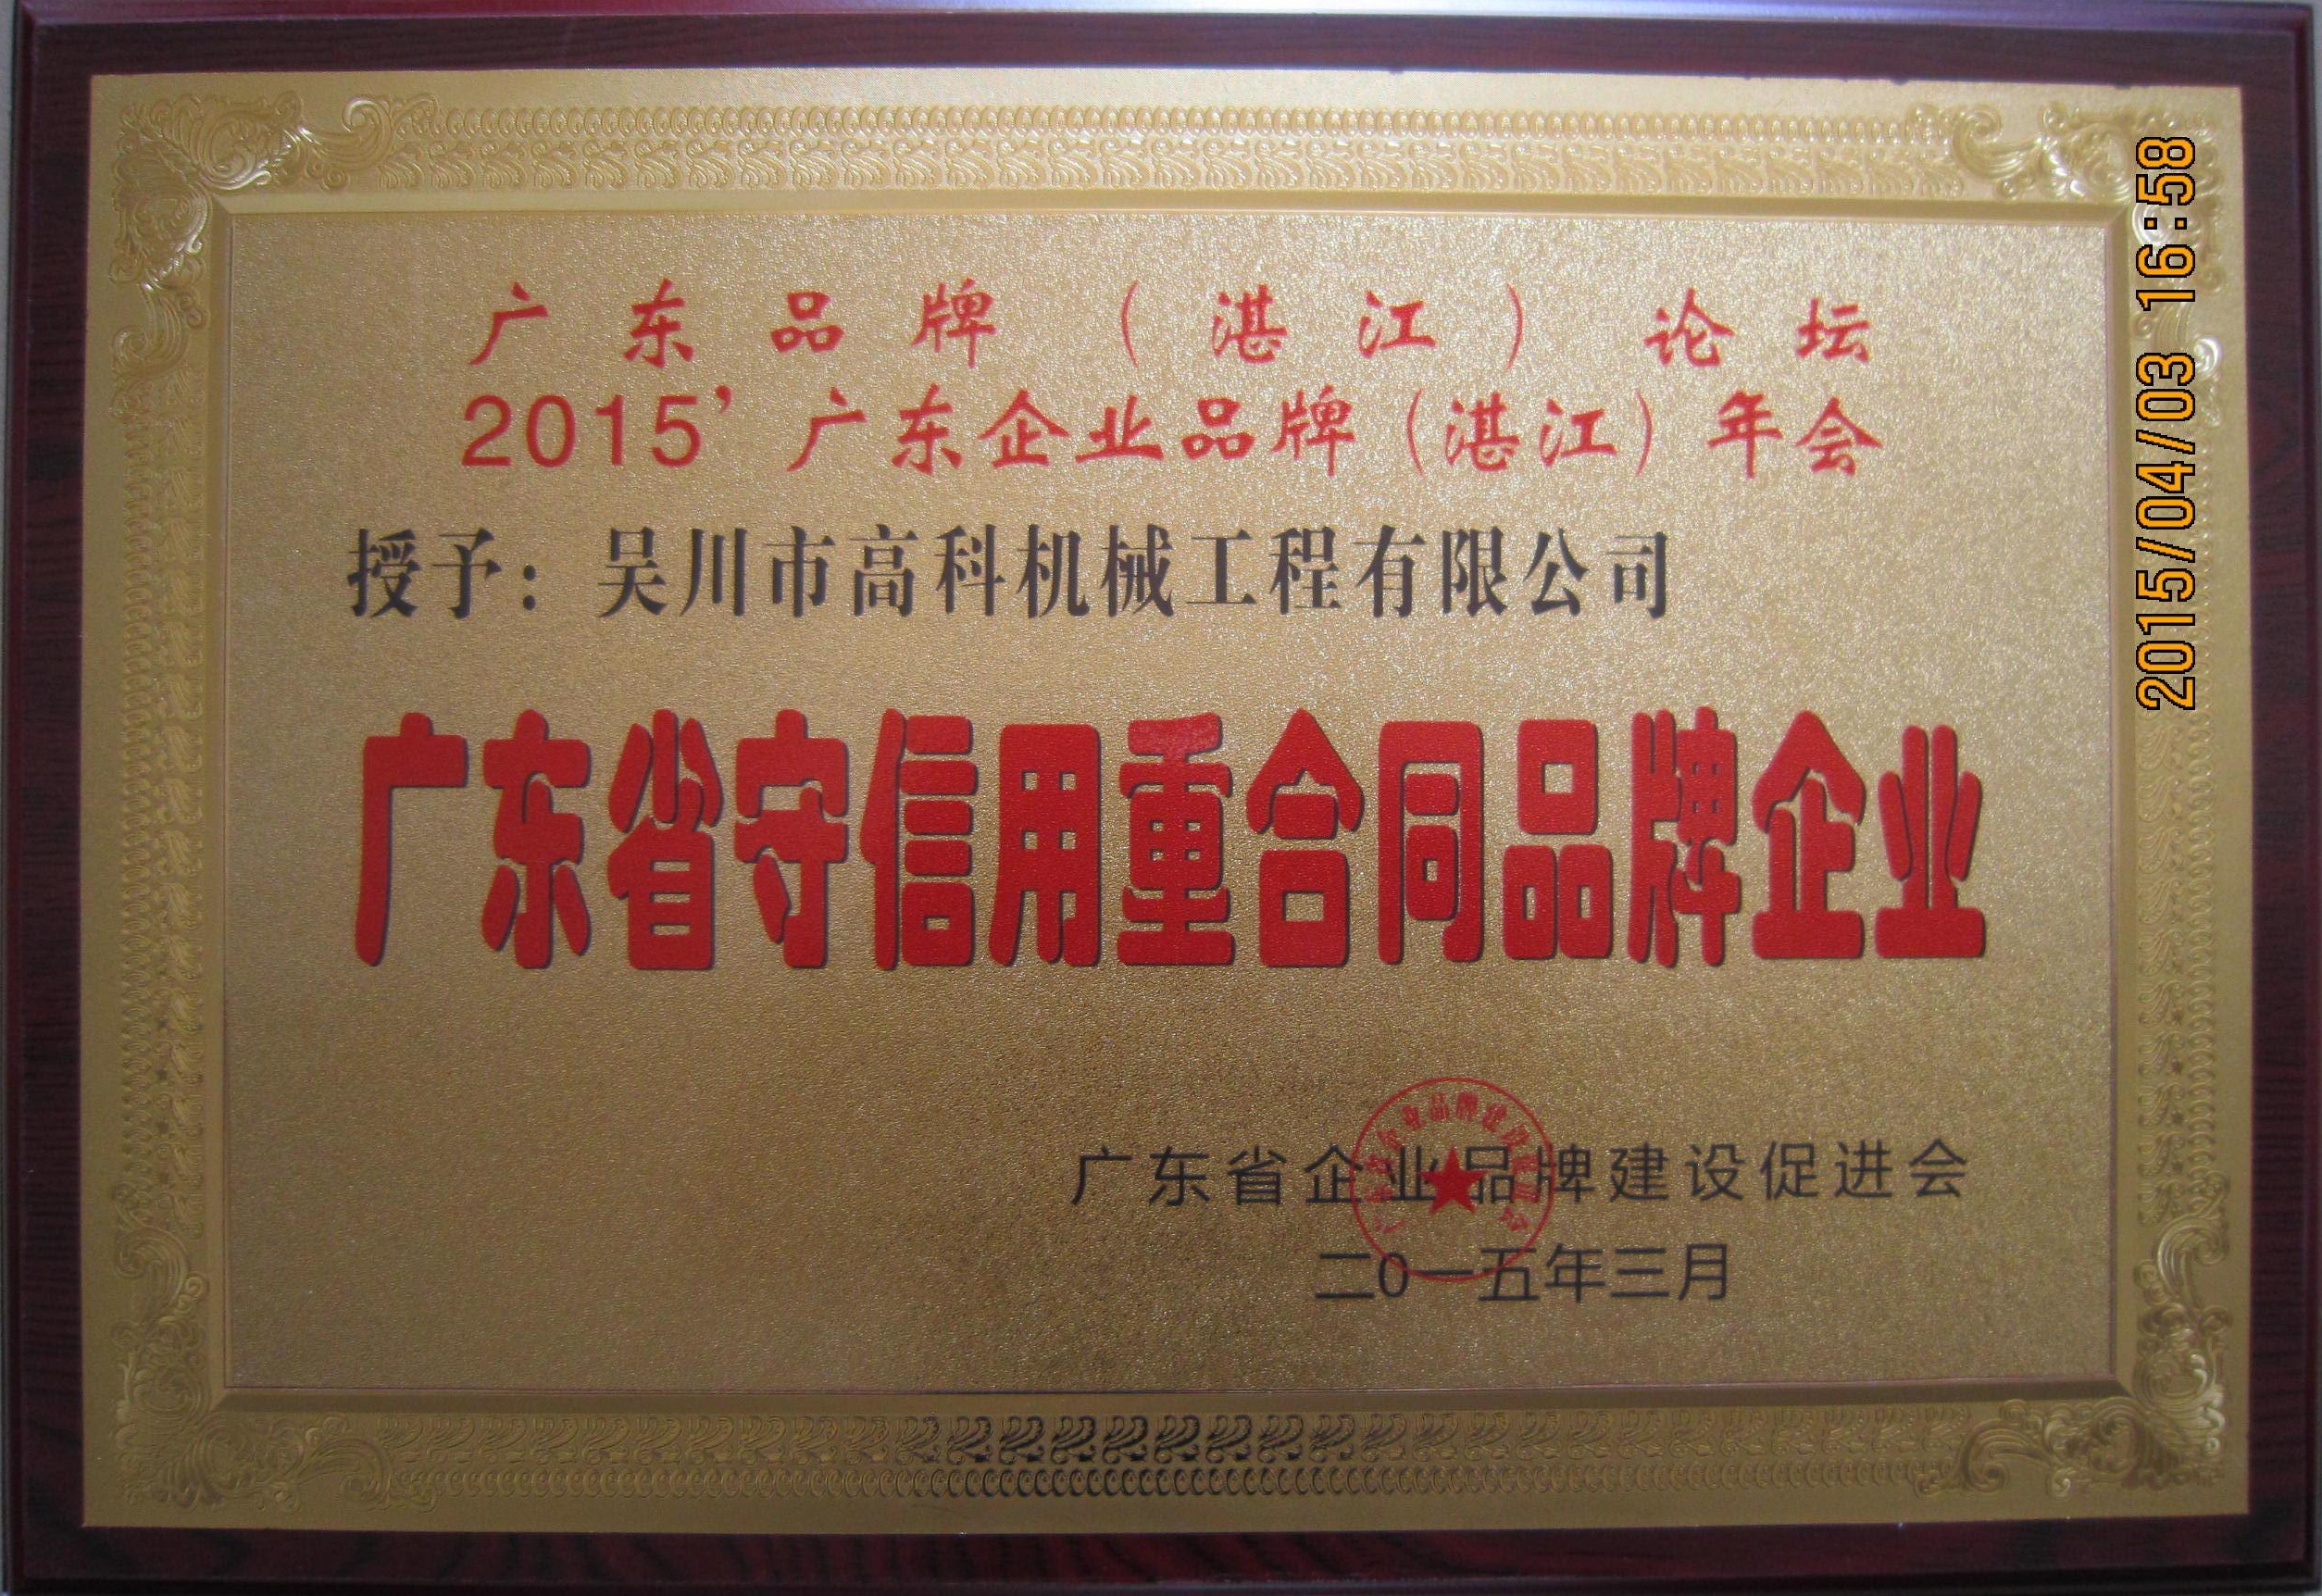 广东品牌（湛江）论坛
2015’广东企业品牌（湛江）年会
授予：吴川市高科机械工程有限公司
广东省守信用重合同品牌企业
广东省企业品牌建设促进会
二0一五年三月
2015/04/03 16:58